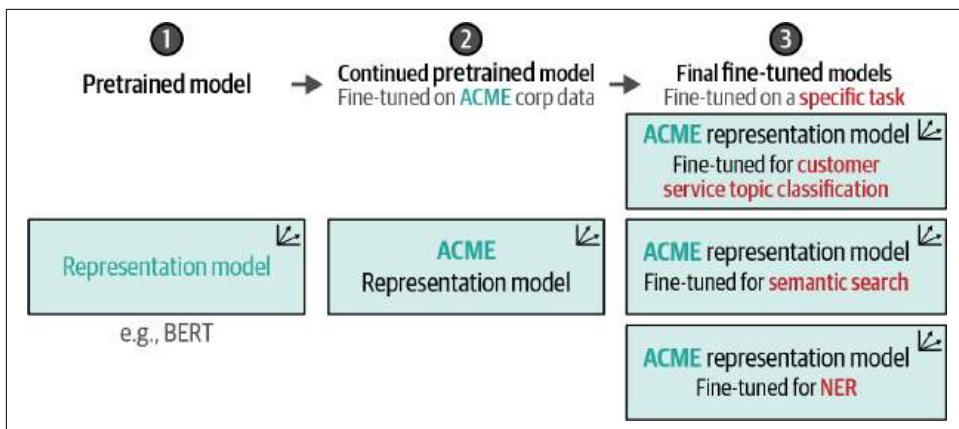 1
Pretrained model
2
Continued pretrained model
Fine-tuned on ACME corp data
3
Final fine-tuned models
Fine-tuned on a specific task
Representation model
e.g., BERT
ACME
Representation model
ACME representation model
Fine-tuned for customer
service topic classification
ACME representation model
Fine-tuned for semantic search
ACME representation model
Fine-tuned for NER